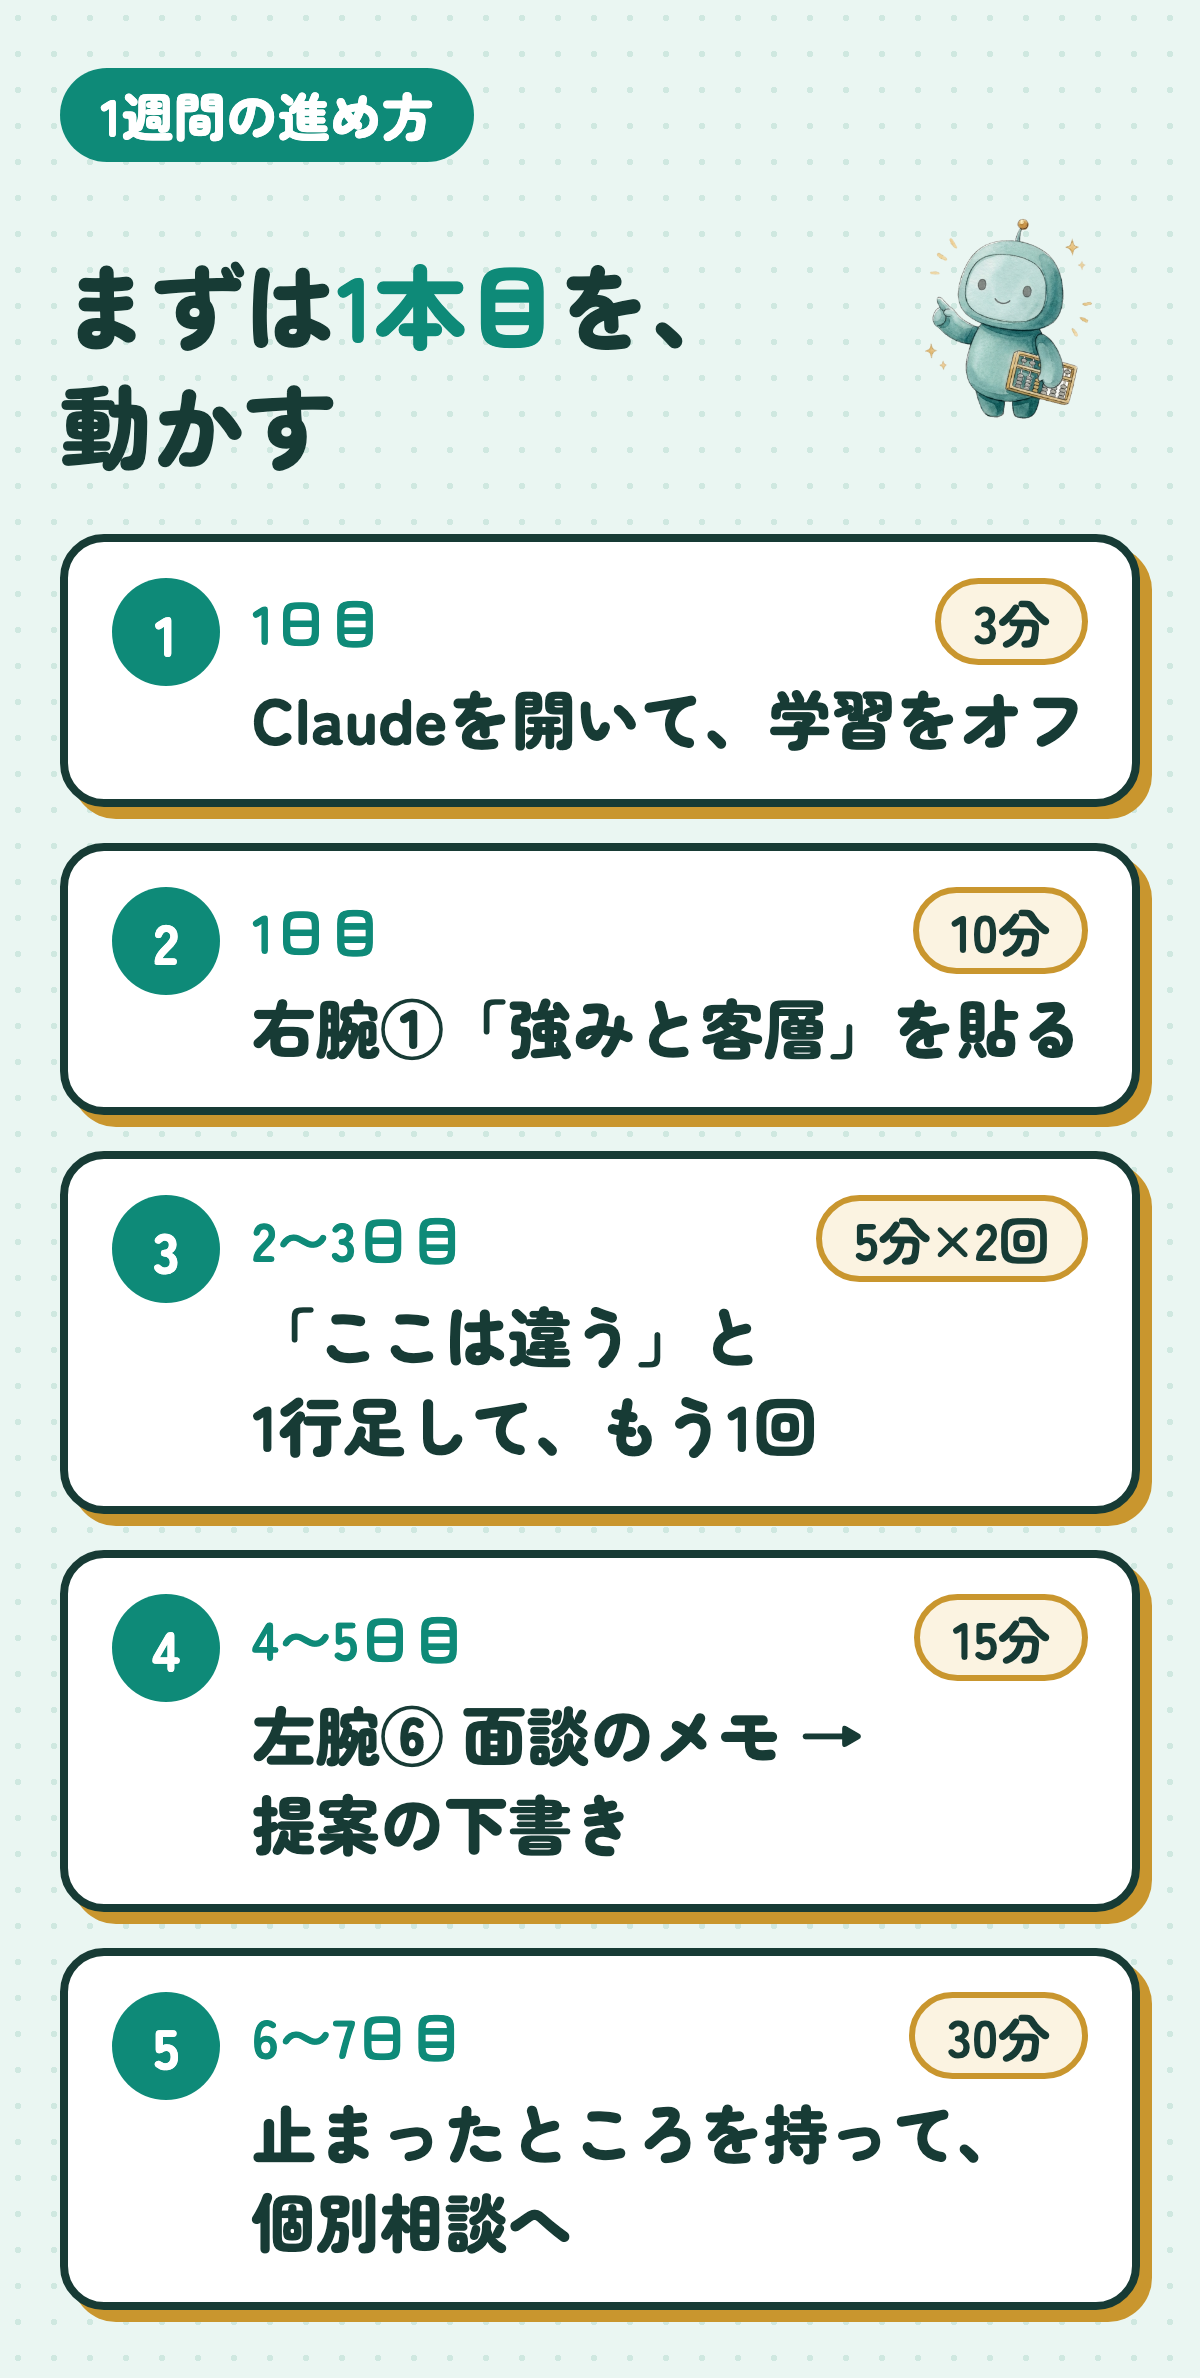 1週間の進め方
まずは1本目を、
動かす
1
1日目
3分
Claudeを開いて、学習をオフ
2
1日目
10分
右腕①「強みと客層」を貼る
3
2〜3日目
5分×2回
「ここは違う」と
1行足して、もう1回
4
4〜5日目
15分
左腕⑥ 面談のメモ →
提案の下書き
5
6〜7日目
30分
止まったところを持って、
個別相談へ